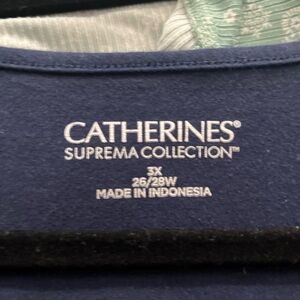 CATHERINES®
SUPREMA COLLECTION™
3X
26/28W
MADE IN INDONESIA